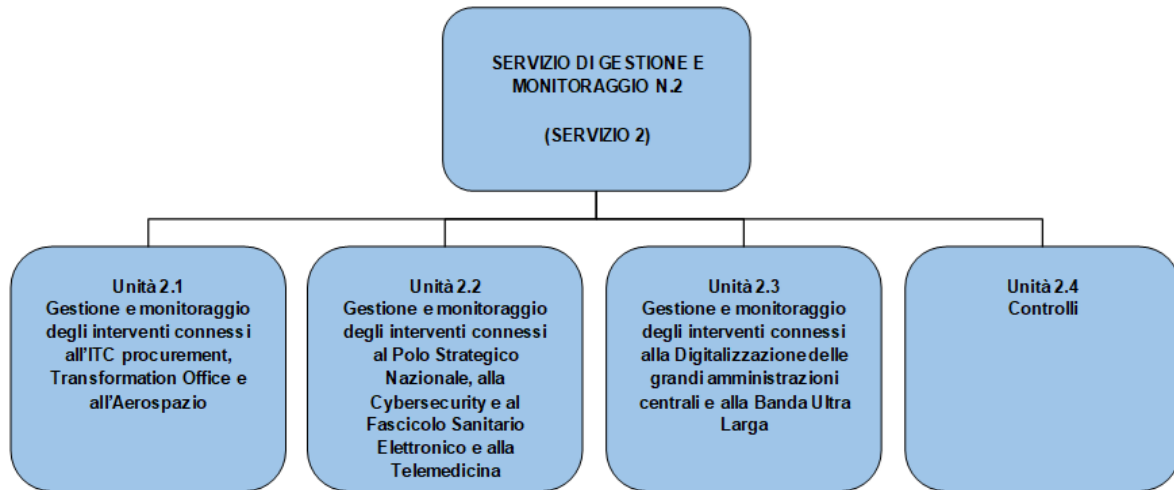 SERVIZIO DI GESTIONE E
MONITORAGGIO N.2
(SERVIZIO 2)
Unità 2.1
Gestione e monitoraggio
degli interventi connessi
all'ITC procurement,
Transformation Office e
all'Aerospazio
Unità 2.2
Gestione e monitoraggio
degli interventi connessi
al Polo Strategico
Nazionale, alla
Cybersecurity e al
Fascicolo Sanitario
Elettronico e alla
Telemedicina
Unità 2.3
Gestione e monitoraggio
degli interventi connessi
alla Digitalizzazione delle
grandi amministrazioni
centrali e alla Banda Ultra
Larga
Unità 2.4
Controlli